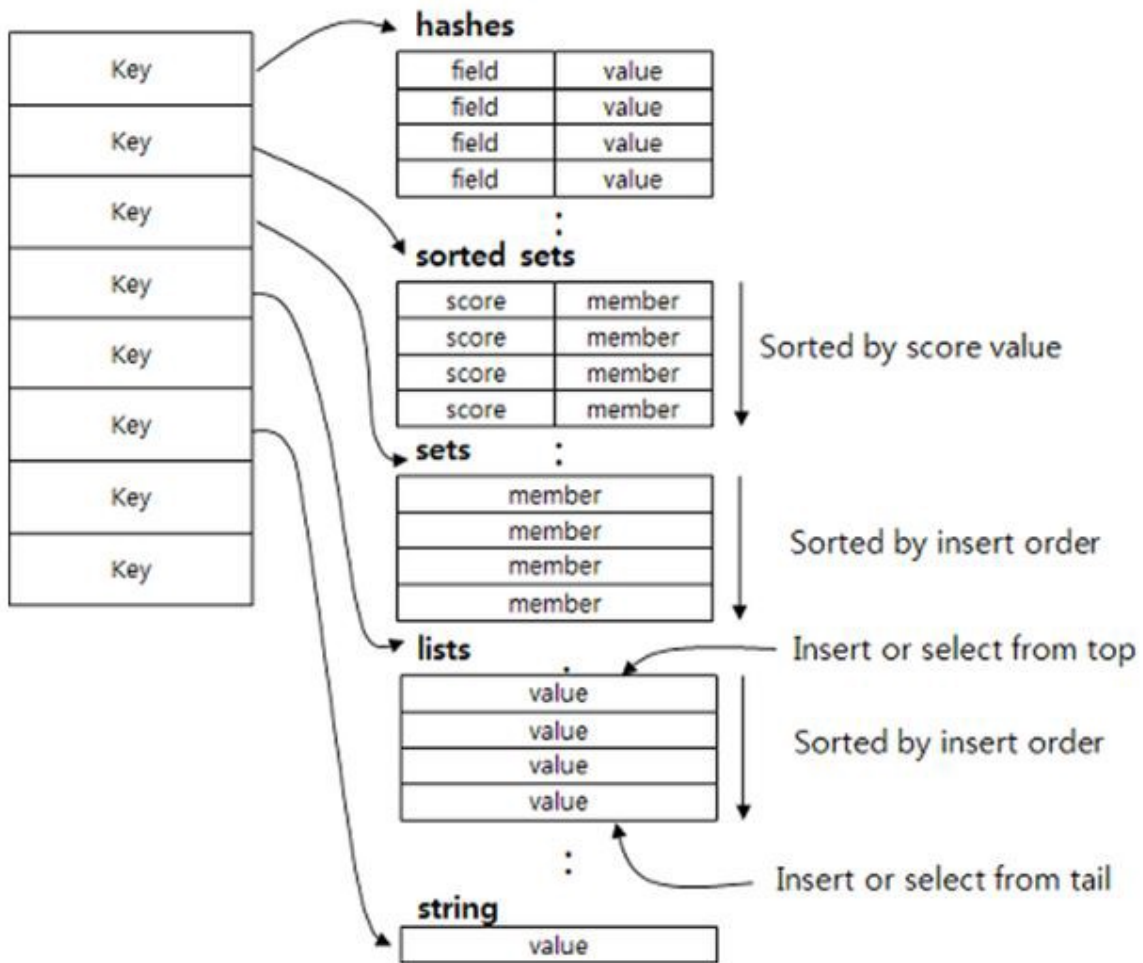 Key
Key
Key
Key
Key
Key
Key
Key
hashes
field value
field value
field value
field value
sorted sets
score member
score member
score member
score member
Sorted by score value
sets
member
member
member
member
Sorted by insert order
lists
Insert or select from top
value
value
value
value
Sorted by insert order
Insert or select from tail
string
value